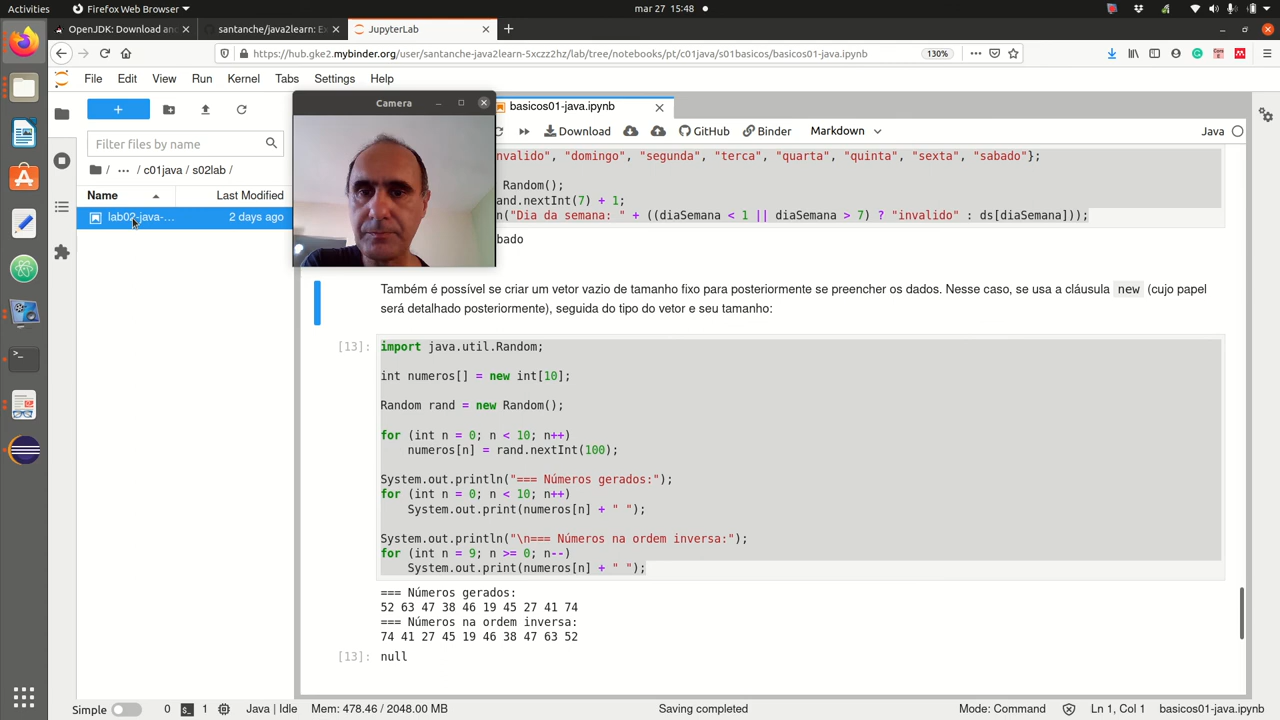 Activities
Firefox Web Browser
mar 27 15:48
OpenJDK: Download an
santanche/java2learn: Ex
JupyterLab
https://hub.gke2.mybinder.org/user/santanche-java2learn-5xczz2hz/lab/tree/notebooks/pt/c01java/s01basicos/basicos01-java.ipynb
130%
File Edit View Run Kernel Tabs Settings Help
Camera
basicos01-java.ipynb
Filter files by name
Download
GitHub
Binder
Markdown
Java
/ ··· / c01java / s02lab /
Name
Last Modified
lab02-java-...
2 days ago
nvalido", "domingo", "segunda", "terca", "quarta", "quinta", "sexta", "sabado"};
Random();
and.nextInt(7) + 1;
n("Dia da semana: " + ((diaSemana < 1 || diaSemana > 7) ? "invalido" : ds[diaSemana]));
bado
Também é possível se criar um vetor vazio de tamanho fixo para posteriormente se preencher os dados. Nesse caso, se usa a cláusula new (cujo papel
será detalhado posteriormente), seguida do tipo do vetor e seu tamanho:
[13]: import java.util.Random;
int numeros[] = new int[10];
Random rand = new Random();
for (int n = 0; n < 10; n++)
numeros[n] = rand.nextInt(100);
System.out.println("=== Números gerados:");
for (int n = 0; n < 10; n++)
System.out.print(numeros[n] + " ");
System.out.println("\n=== Números na ordem inversa:");
for (int n = 9; n >= 0; n--)
System.out.print(numeros[n] + " ");
=== Números gerados:
52 63 47 38 46 19 45 27 41 74
=== Números na ordem inversa:
74 41 27 45 19 46 38 47 63 52
[13]: null
Simple
0
1
Java | Idle
Mem: 478.46 / 2048.00 MB
Saving completed
Mode: Command
Ln 1, Col 1
basicos01-java.ipynb